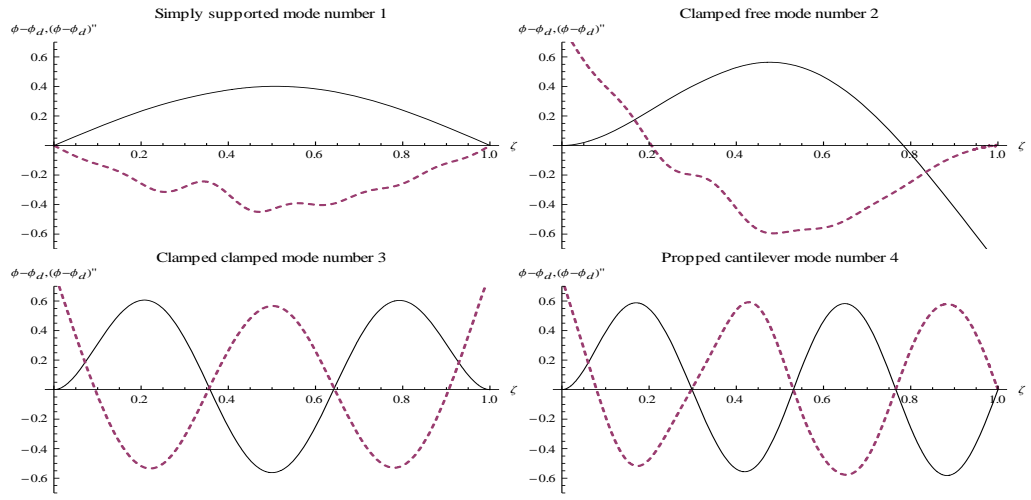 Simply supported mode number 1
ϕ−ϕd,(ϕ−ϕd)"
0.6
0.4
0.2
−0.2
−0.4
−0.6
0.2 0.4 0.6 0.8 1.0 ζ
Clamped free mode number 2
ϕ−ϕd,(ϕ−ϕd)"
0.6
0.4
0.2
−0.2
−0.4
−0.6
0.2 0.4 0.6 0.8 1.0 ζ
Clamped clamped mode number 3
ϕ−ϕd,(ϕ−ϕd)"
0.6
0.4
0.2
−0.2
−0.4
−0.6
0.2 0.4 0.6 0.8 1.0 ζ
Propped cantilever mode number 4
ϕ−ϕd,(ϕ−ϕd)"
0.6
0.4
0.2
−0.2
−0.4
−0.6
0.2 0.4 0.6 0.8 1.0 ζ